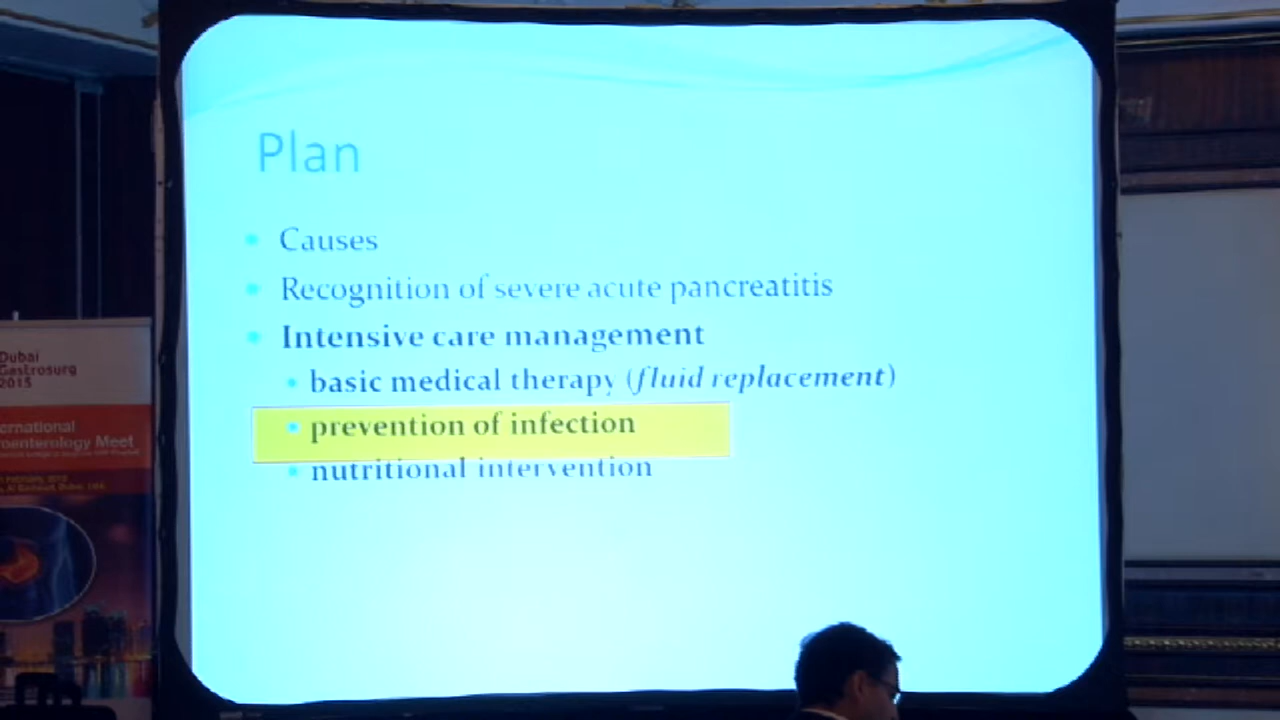 Plan
Causes
Recognition of severe acute pancreatitis
Intensive care management
basic medical therapy (fluid replacement)
prevention of infection
nutritional intervention
Dubai
Gastrosurg
2015
ernational
roenterology Meet